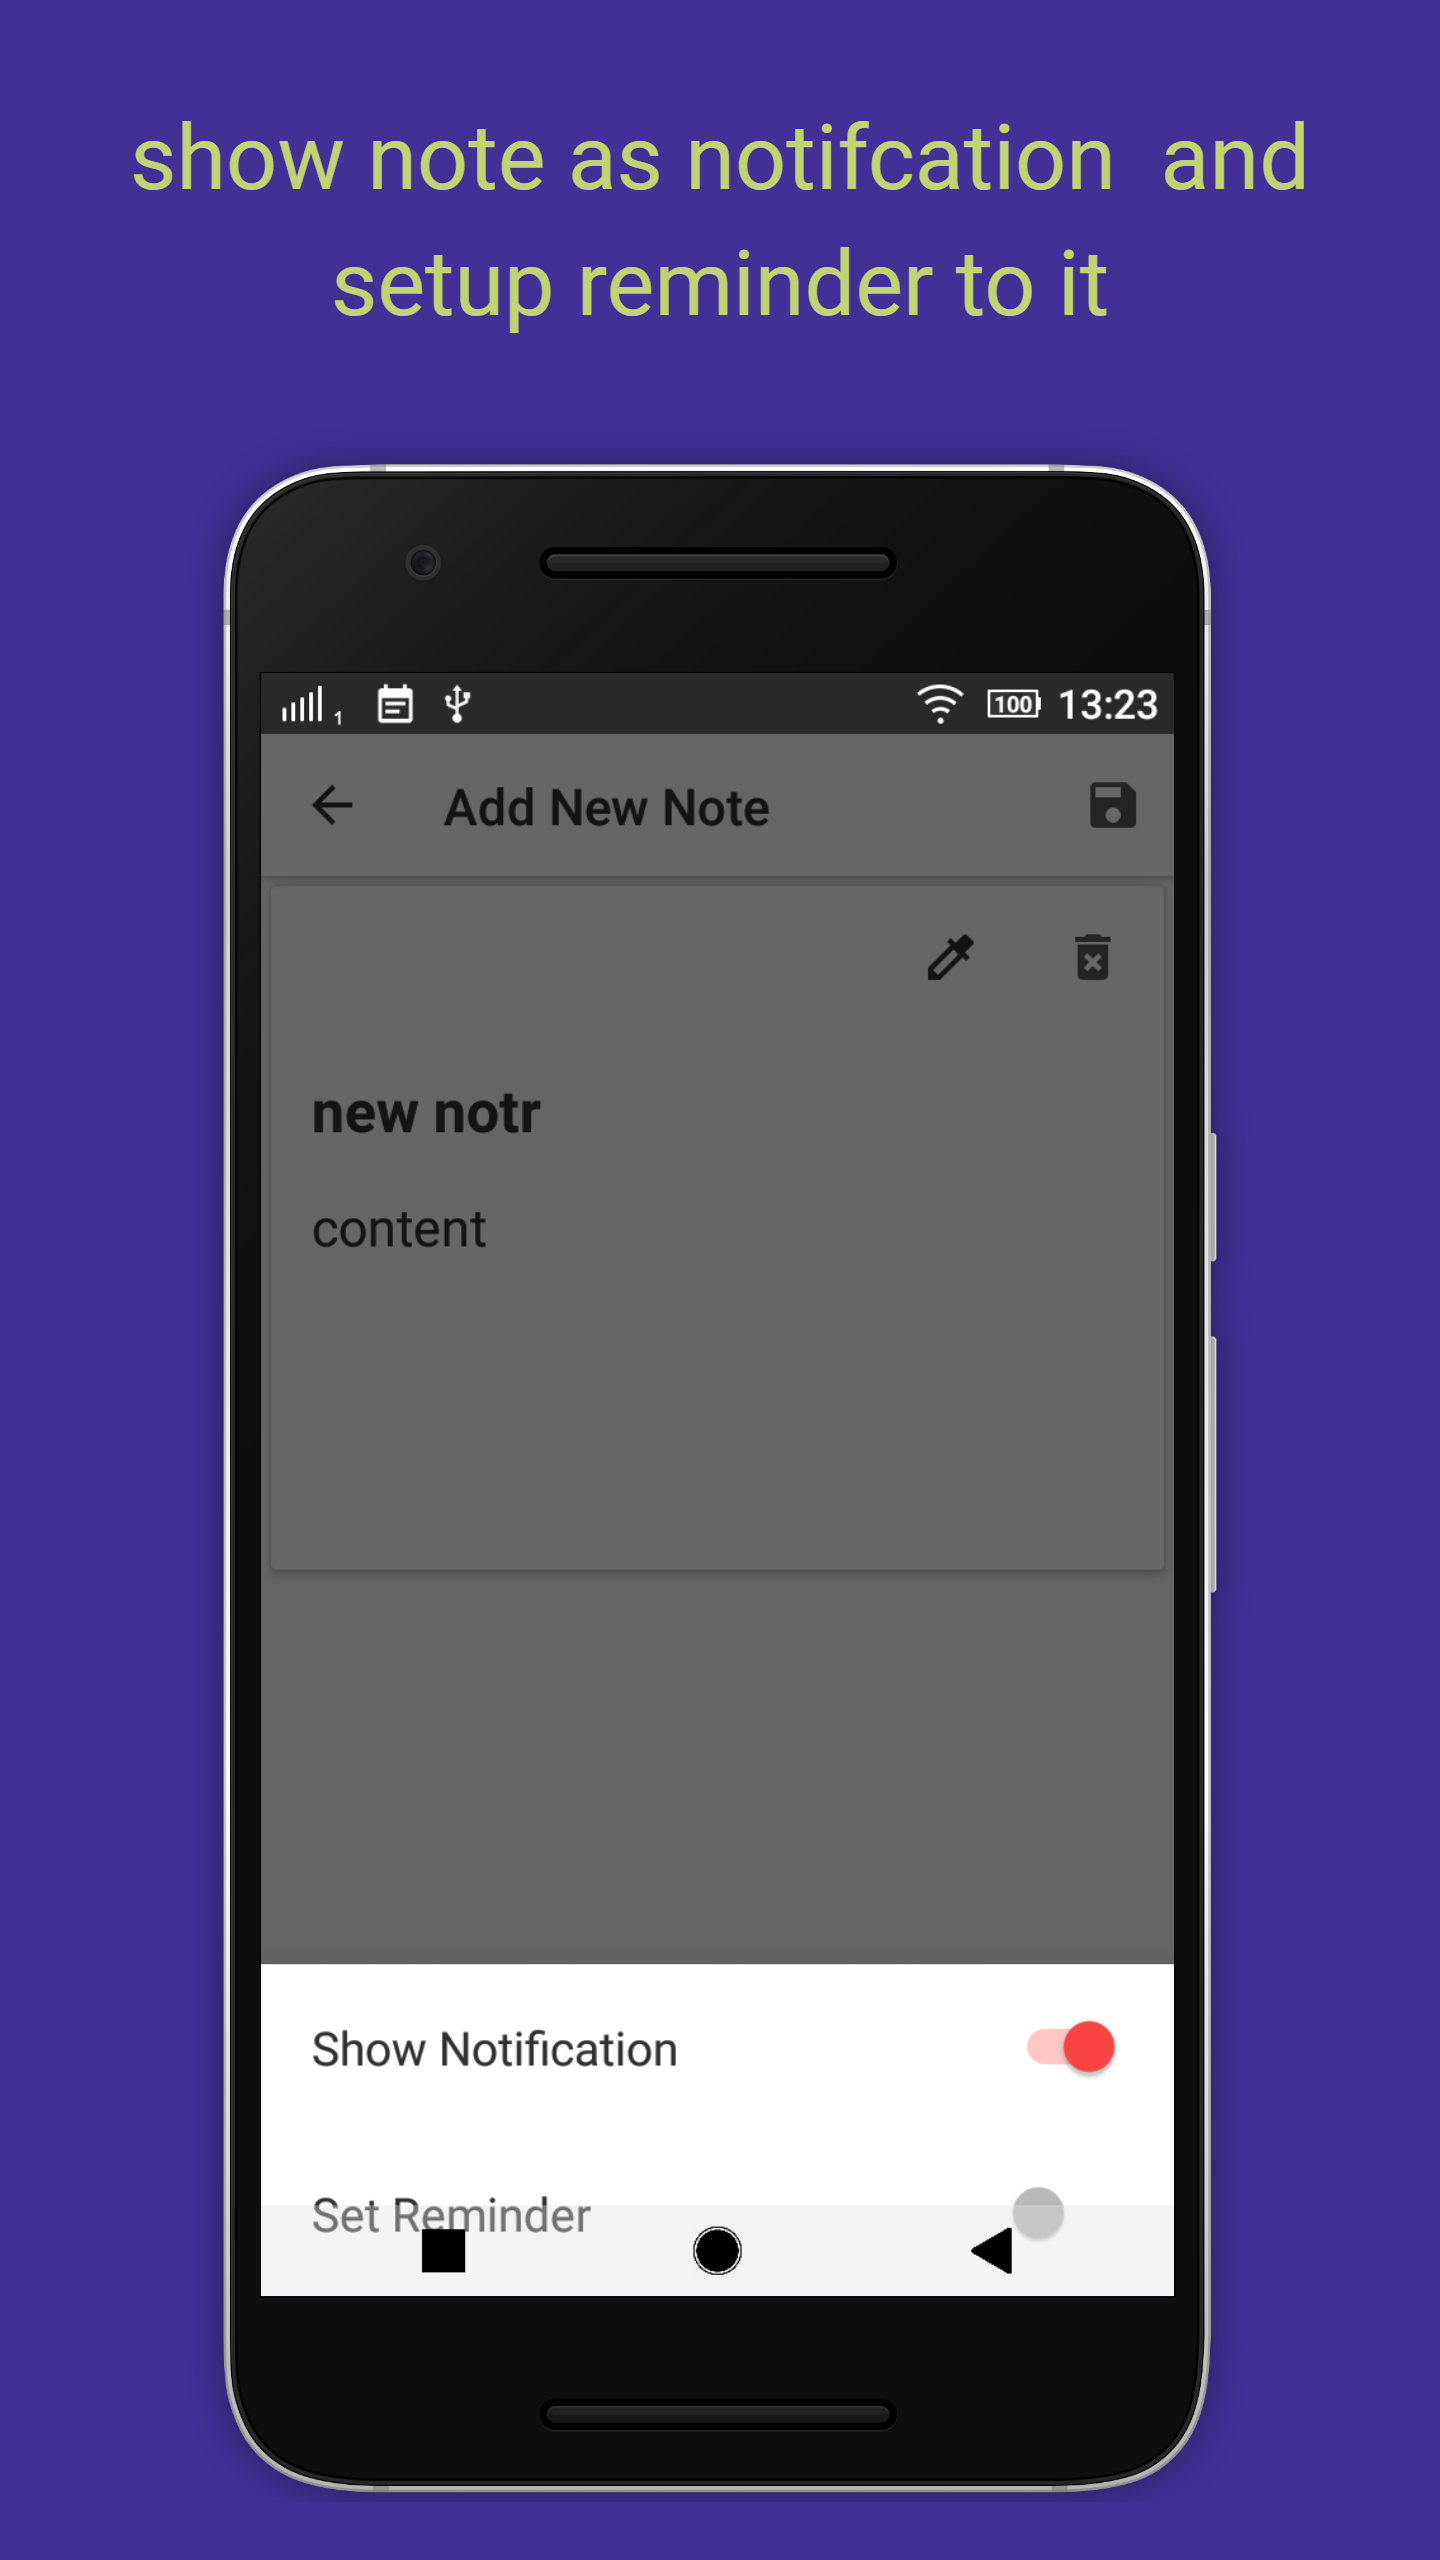 show note as notifcation  and
setup reminder to it
1 100 13:23
Add New Note
new notr
content
Show Notification
Set Reminder